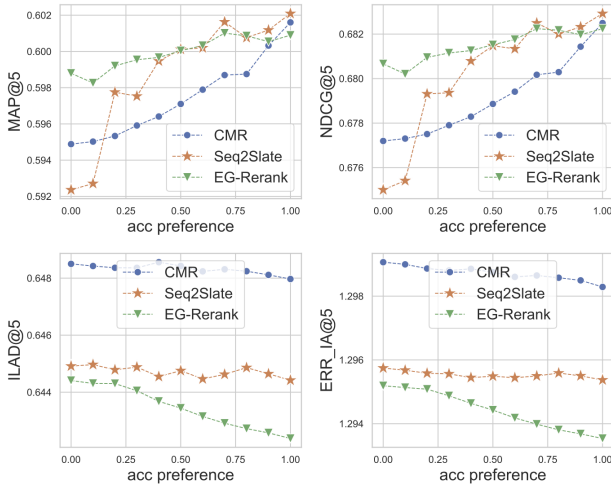 MAP@5
0.602
0.600
0.598
0.596
0.594
0.592
CMR
Seq2Slate
EG-Rerank
0.00 0.25 0.50 0.75 1.00
acc preference
NDCG@5
0.682
0.680
0.678
0.676
CMR
Seq2Slate
EG-Rerank
0.00 0.25 0.50 0.75 1.00
acc preference
ILAD@5
0.648
0.646
0.644
CMR
Seq2Slate
EG-Rerank
0.00 0.25 0.50 0.75 1.00
acc preference
ERR_IA@5
1.298
1.296
1.294
CMR
Seq2Slate
EG-Rerank
0.00 0.25 0.50 0.75 1.00
acc preference